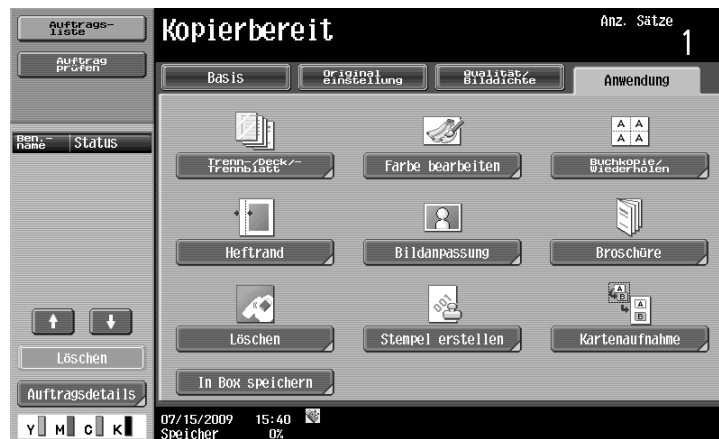 Auftrags-
liste
Auftrag
prüfen
Kopierbereit
Anz. Sätze
1
Basis
Original
einstellung
Qualität/
Bilddichte
Anwendung
Ben.-
name
Status
Trenn-/Deck/-
Trennblatt
Farbe bearbeiten
Buchkopie/
Wiederholen
Heftrand
Bildanpassung
Broschüre
Löschen
Stempel erstellen
Kartenaufnahme
In Box speichern
Löschen
Auftragsdetails
Y M C K
07/15/2009 15:40
Speicher 0%
A A
A A
A
B
A
B
001